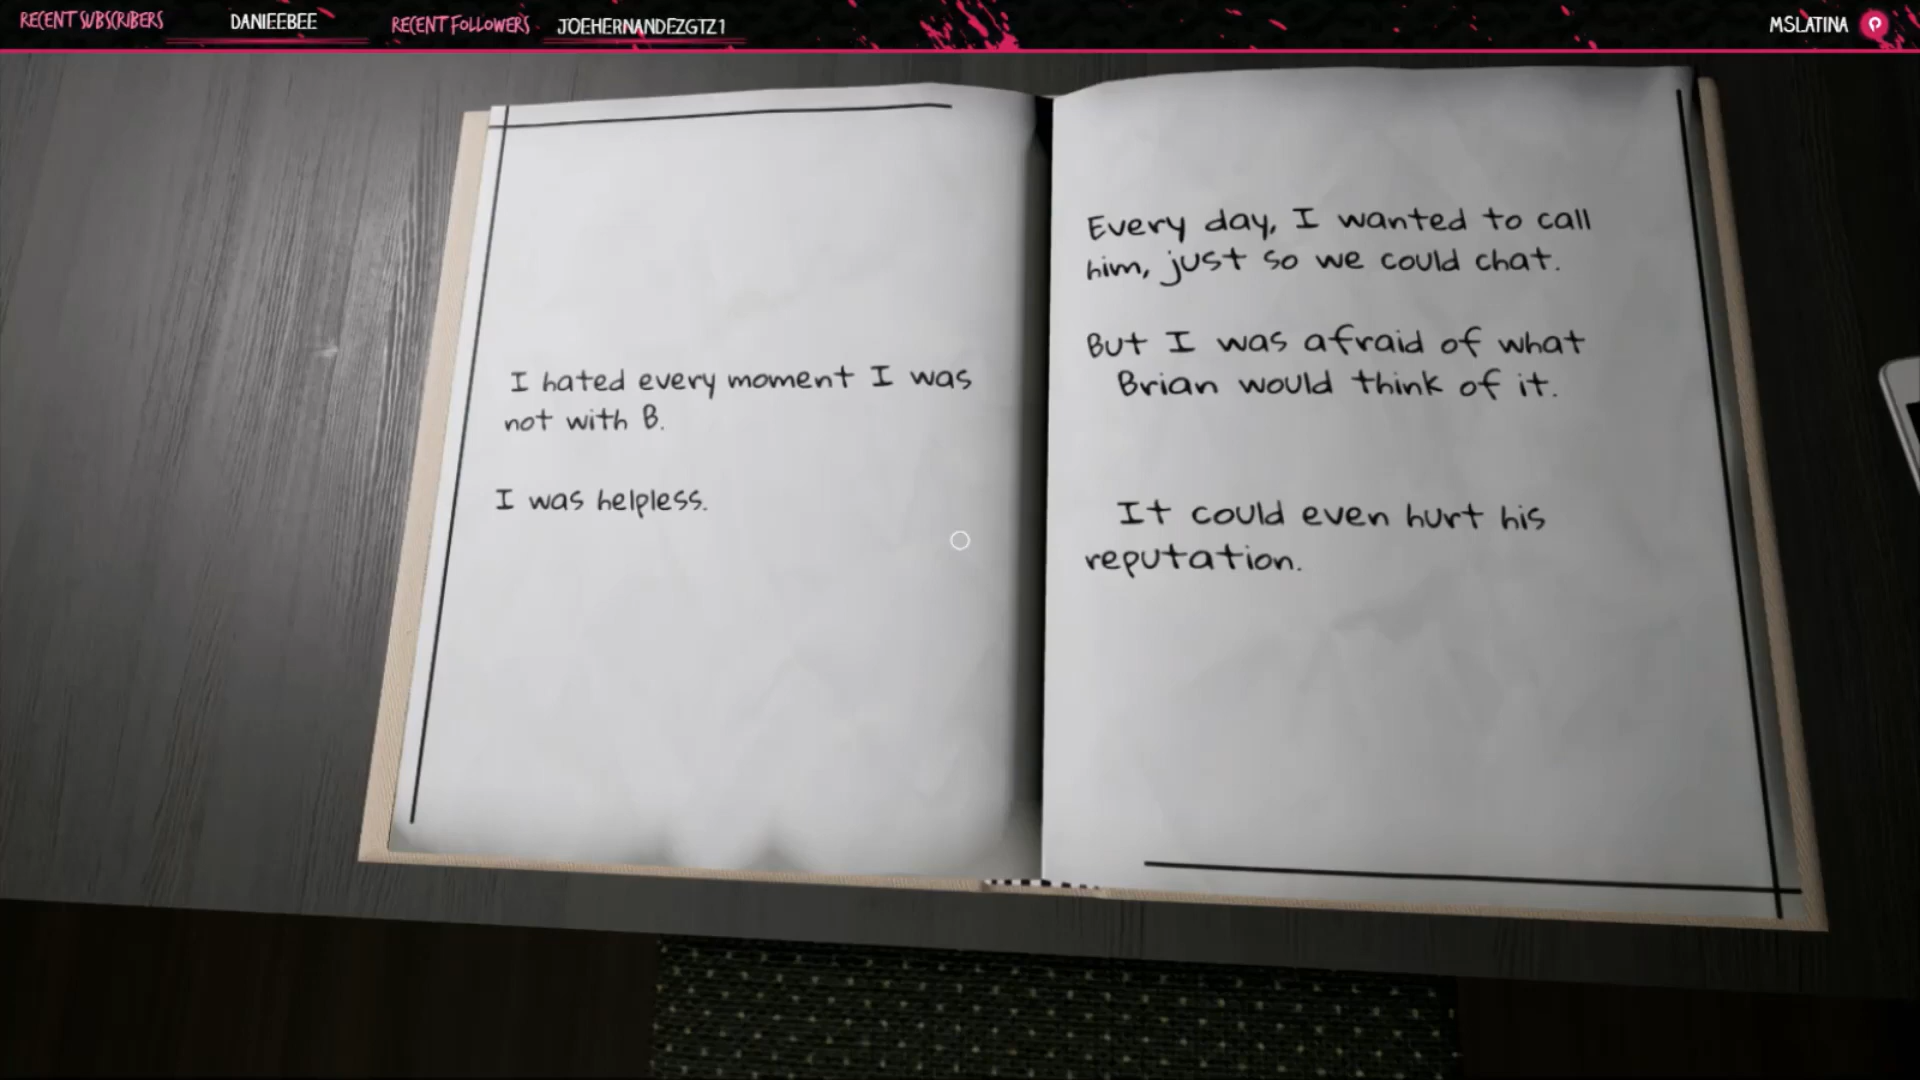 RECENT SUBSCRIBERS
DANIEEBEE
RECENT FOLLOWERS
JOEHERNANDEZGTZ1
MSLATINA
I hated every moment I was
not with B.
I was helpless.
Every day, I wanted to call
him, just so we could chat.
But I was afraid of what
Brian would think of it.
It could even hurt his
reputation.